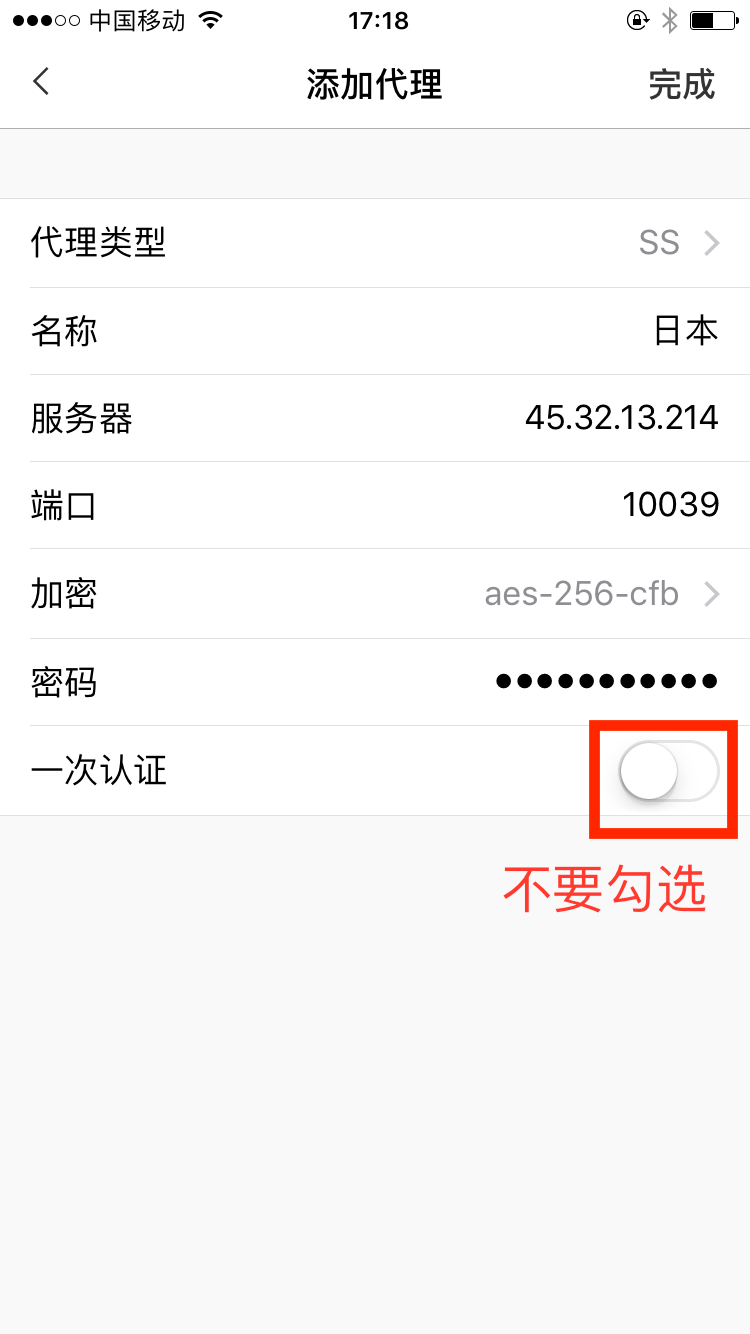 中国移动 17:18
添加代理 完成
代理类型 SS
名称 日本
服务器 45.32.13.214
端口 10039
加密 aes-256-cfb
密码 ●●●●●●●●●●●
一次认证
不要勾选